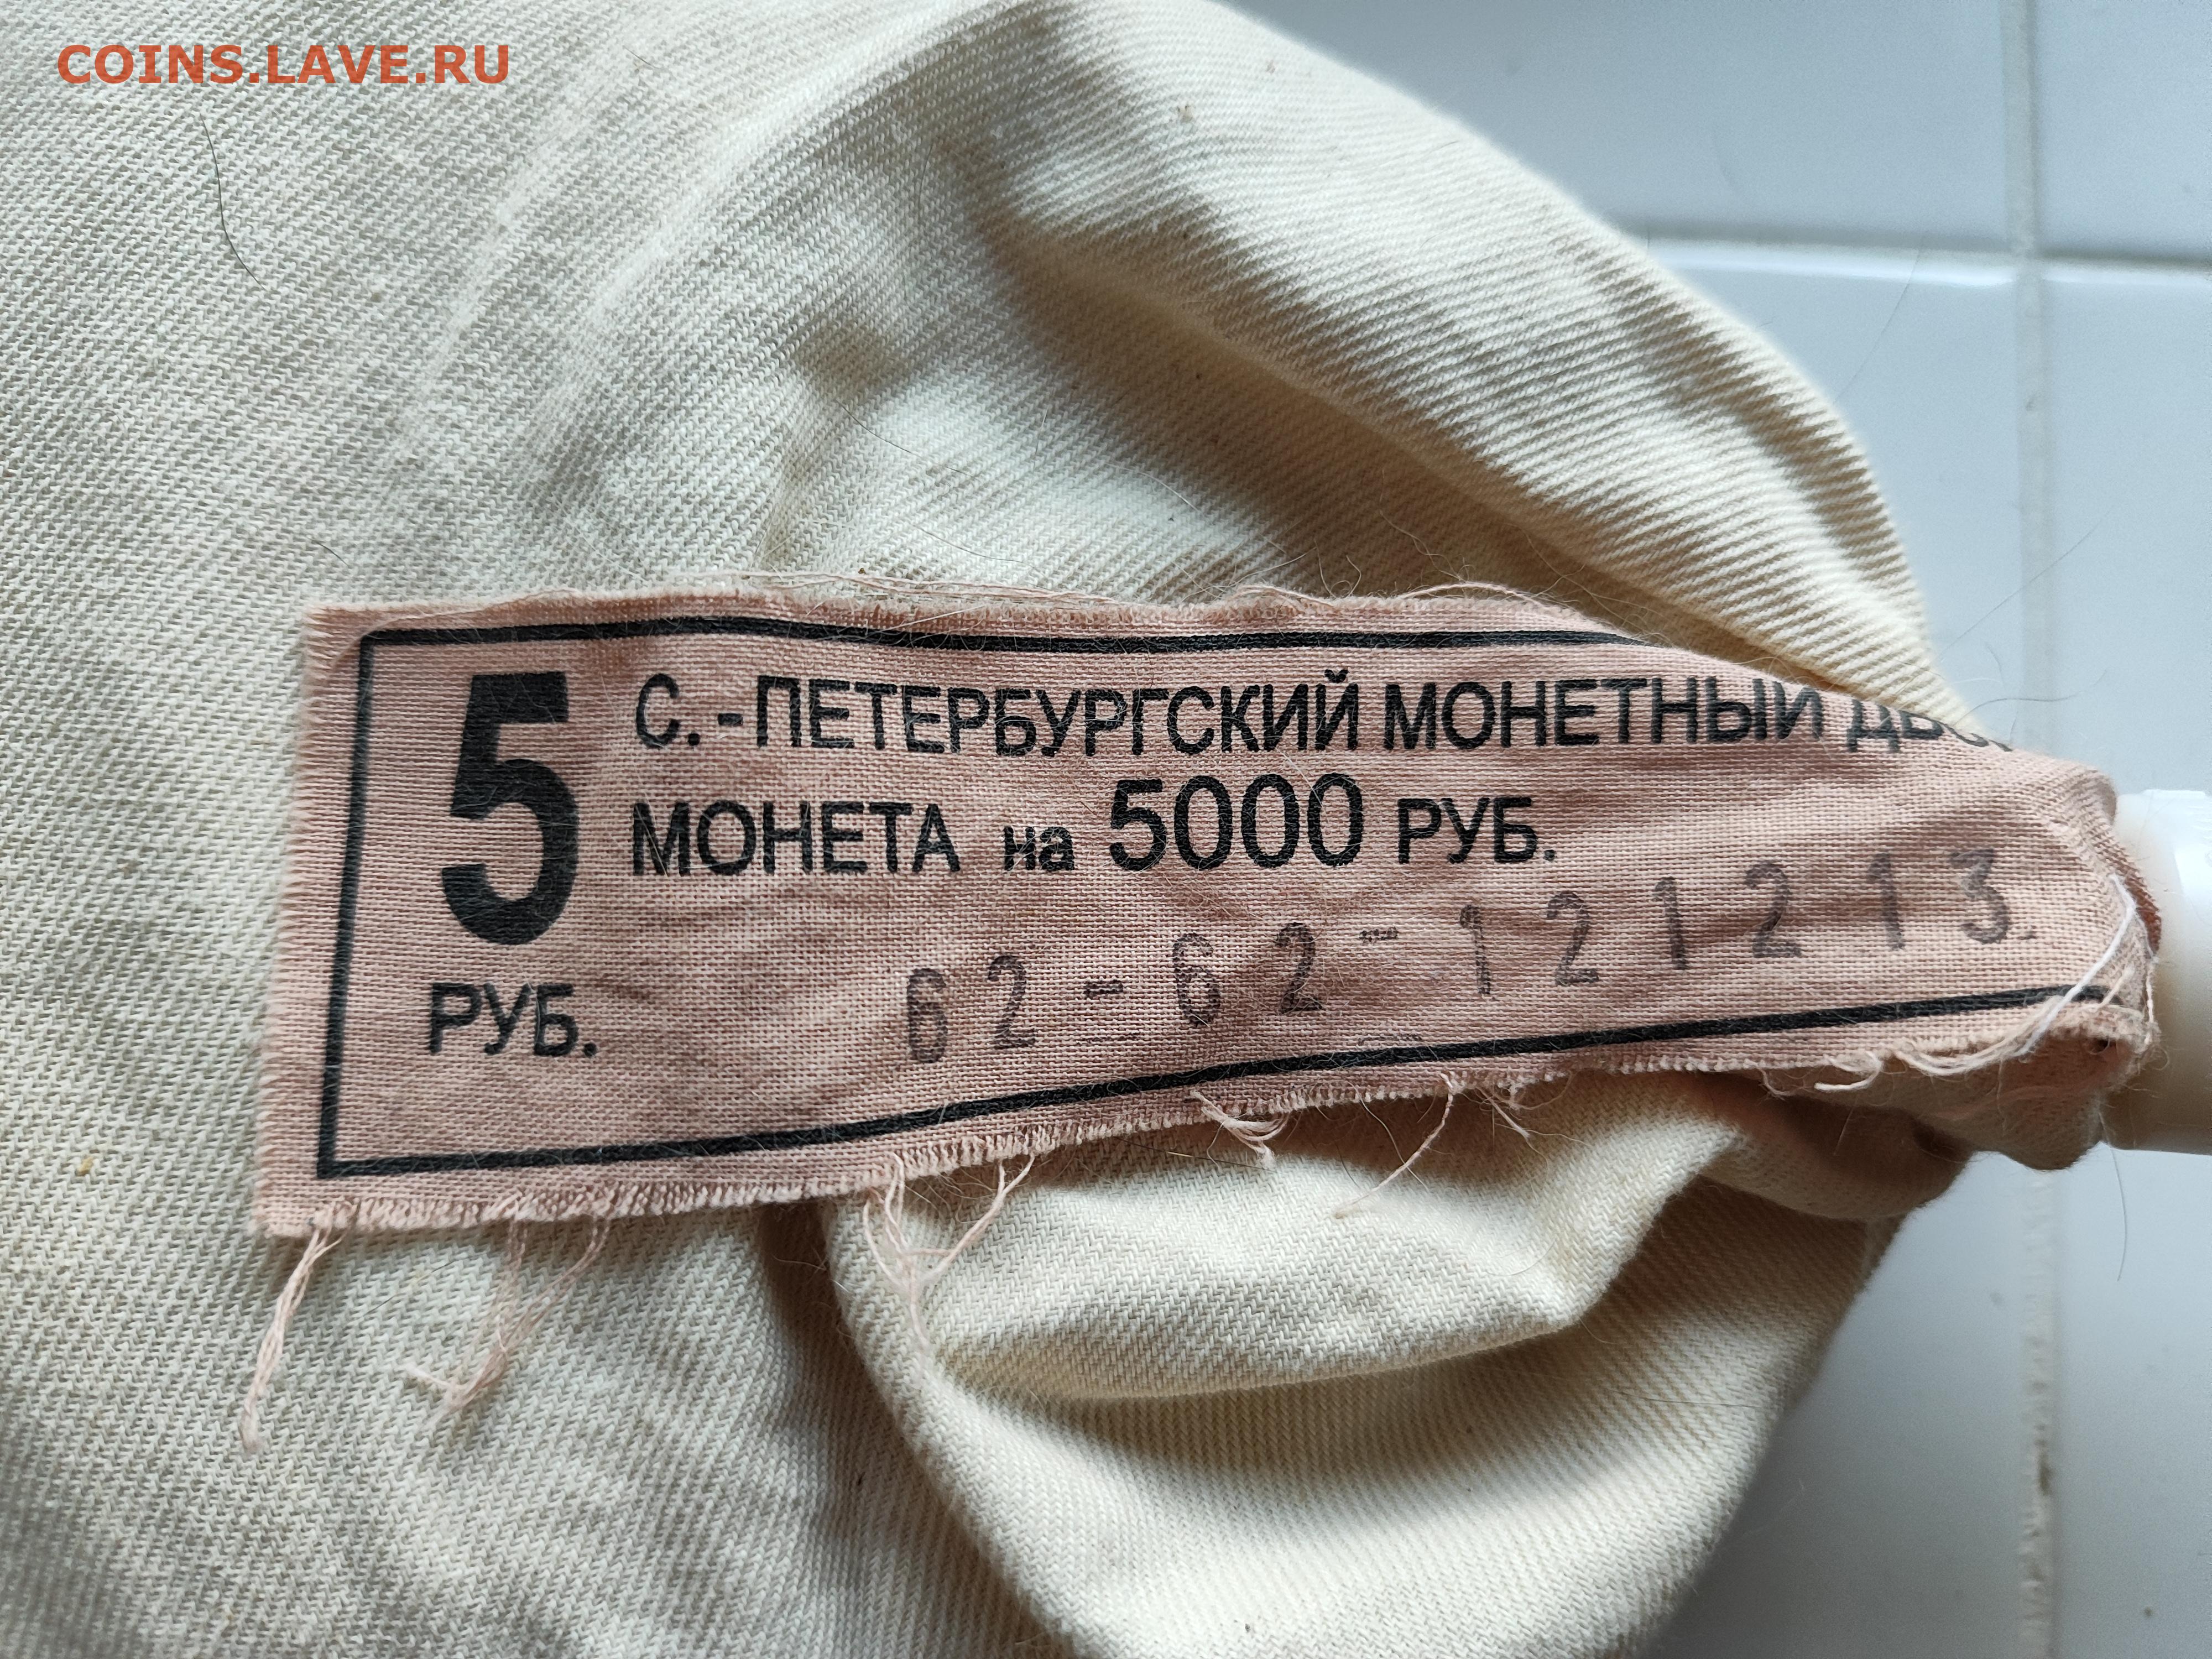 COINS.LAVE.RU
5 РУБ.
С.-ПЕТЕРБУРГСКИЙ МОНЕТНЫЙ
МОНЕТА на 5000 РУБ.
62-62-121213